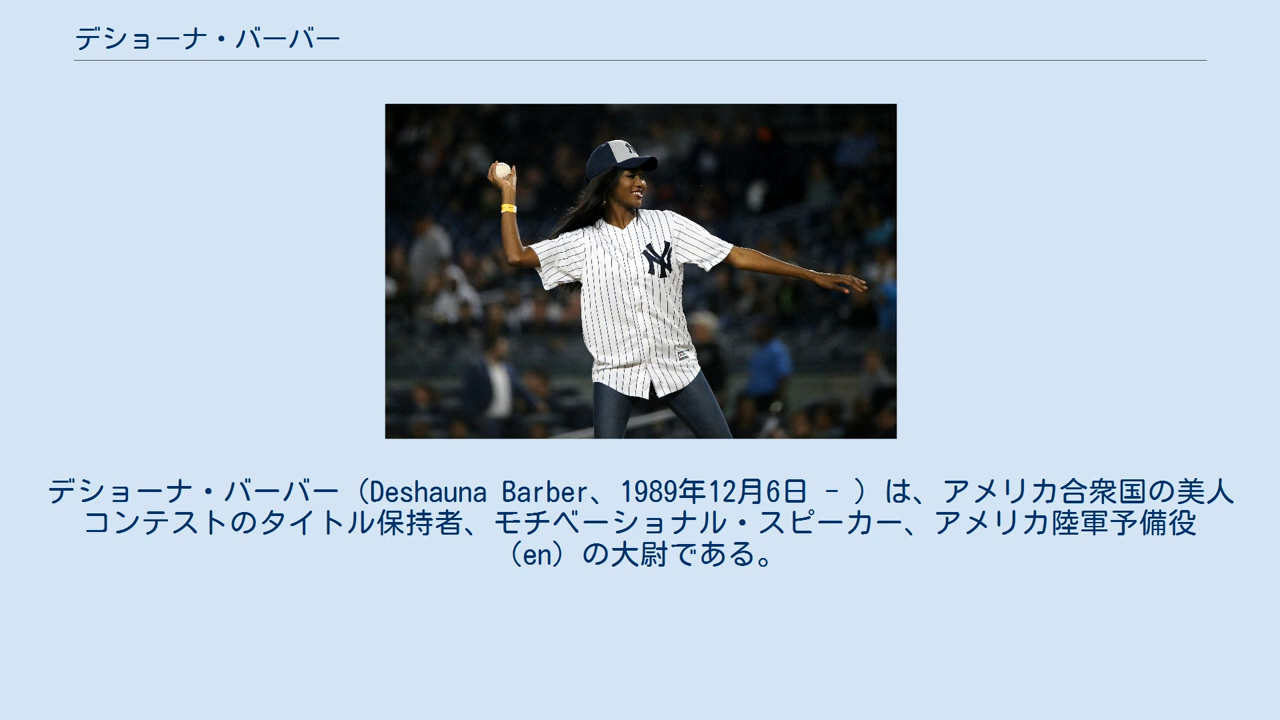 デショーナ・バーバー
NY
デショーナ・バーバー（Deshauna Barber、1989年12月6日 - ）は、アメリカ合衆国の美人
コンテストのタイトル保持者、モチベーショナル・スピーカー、アメリカ陸軍予備役
（en）の大尉である。